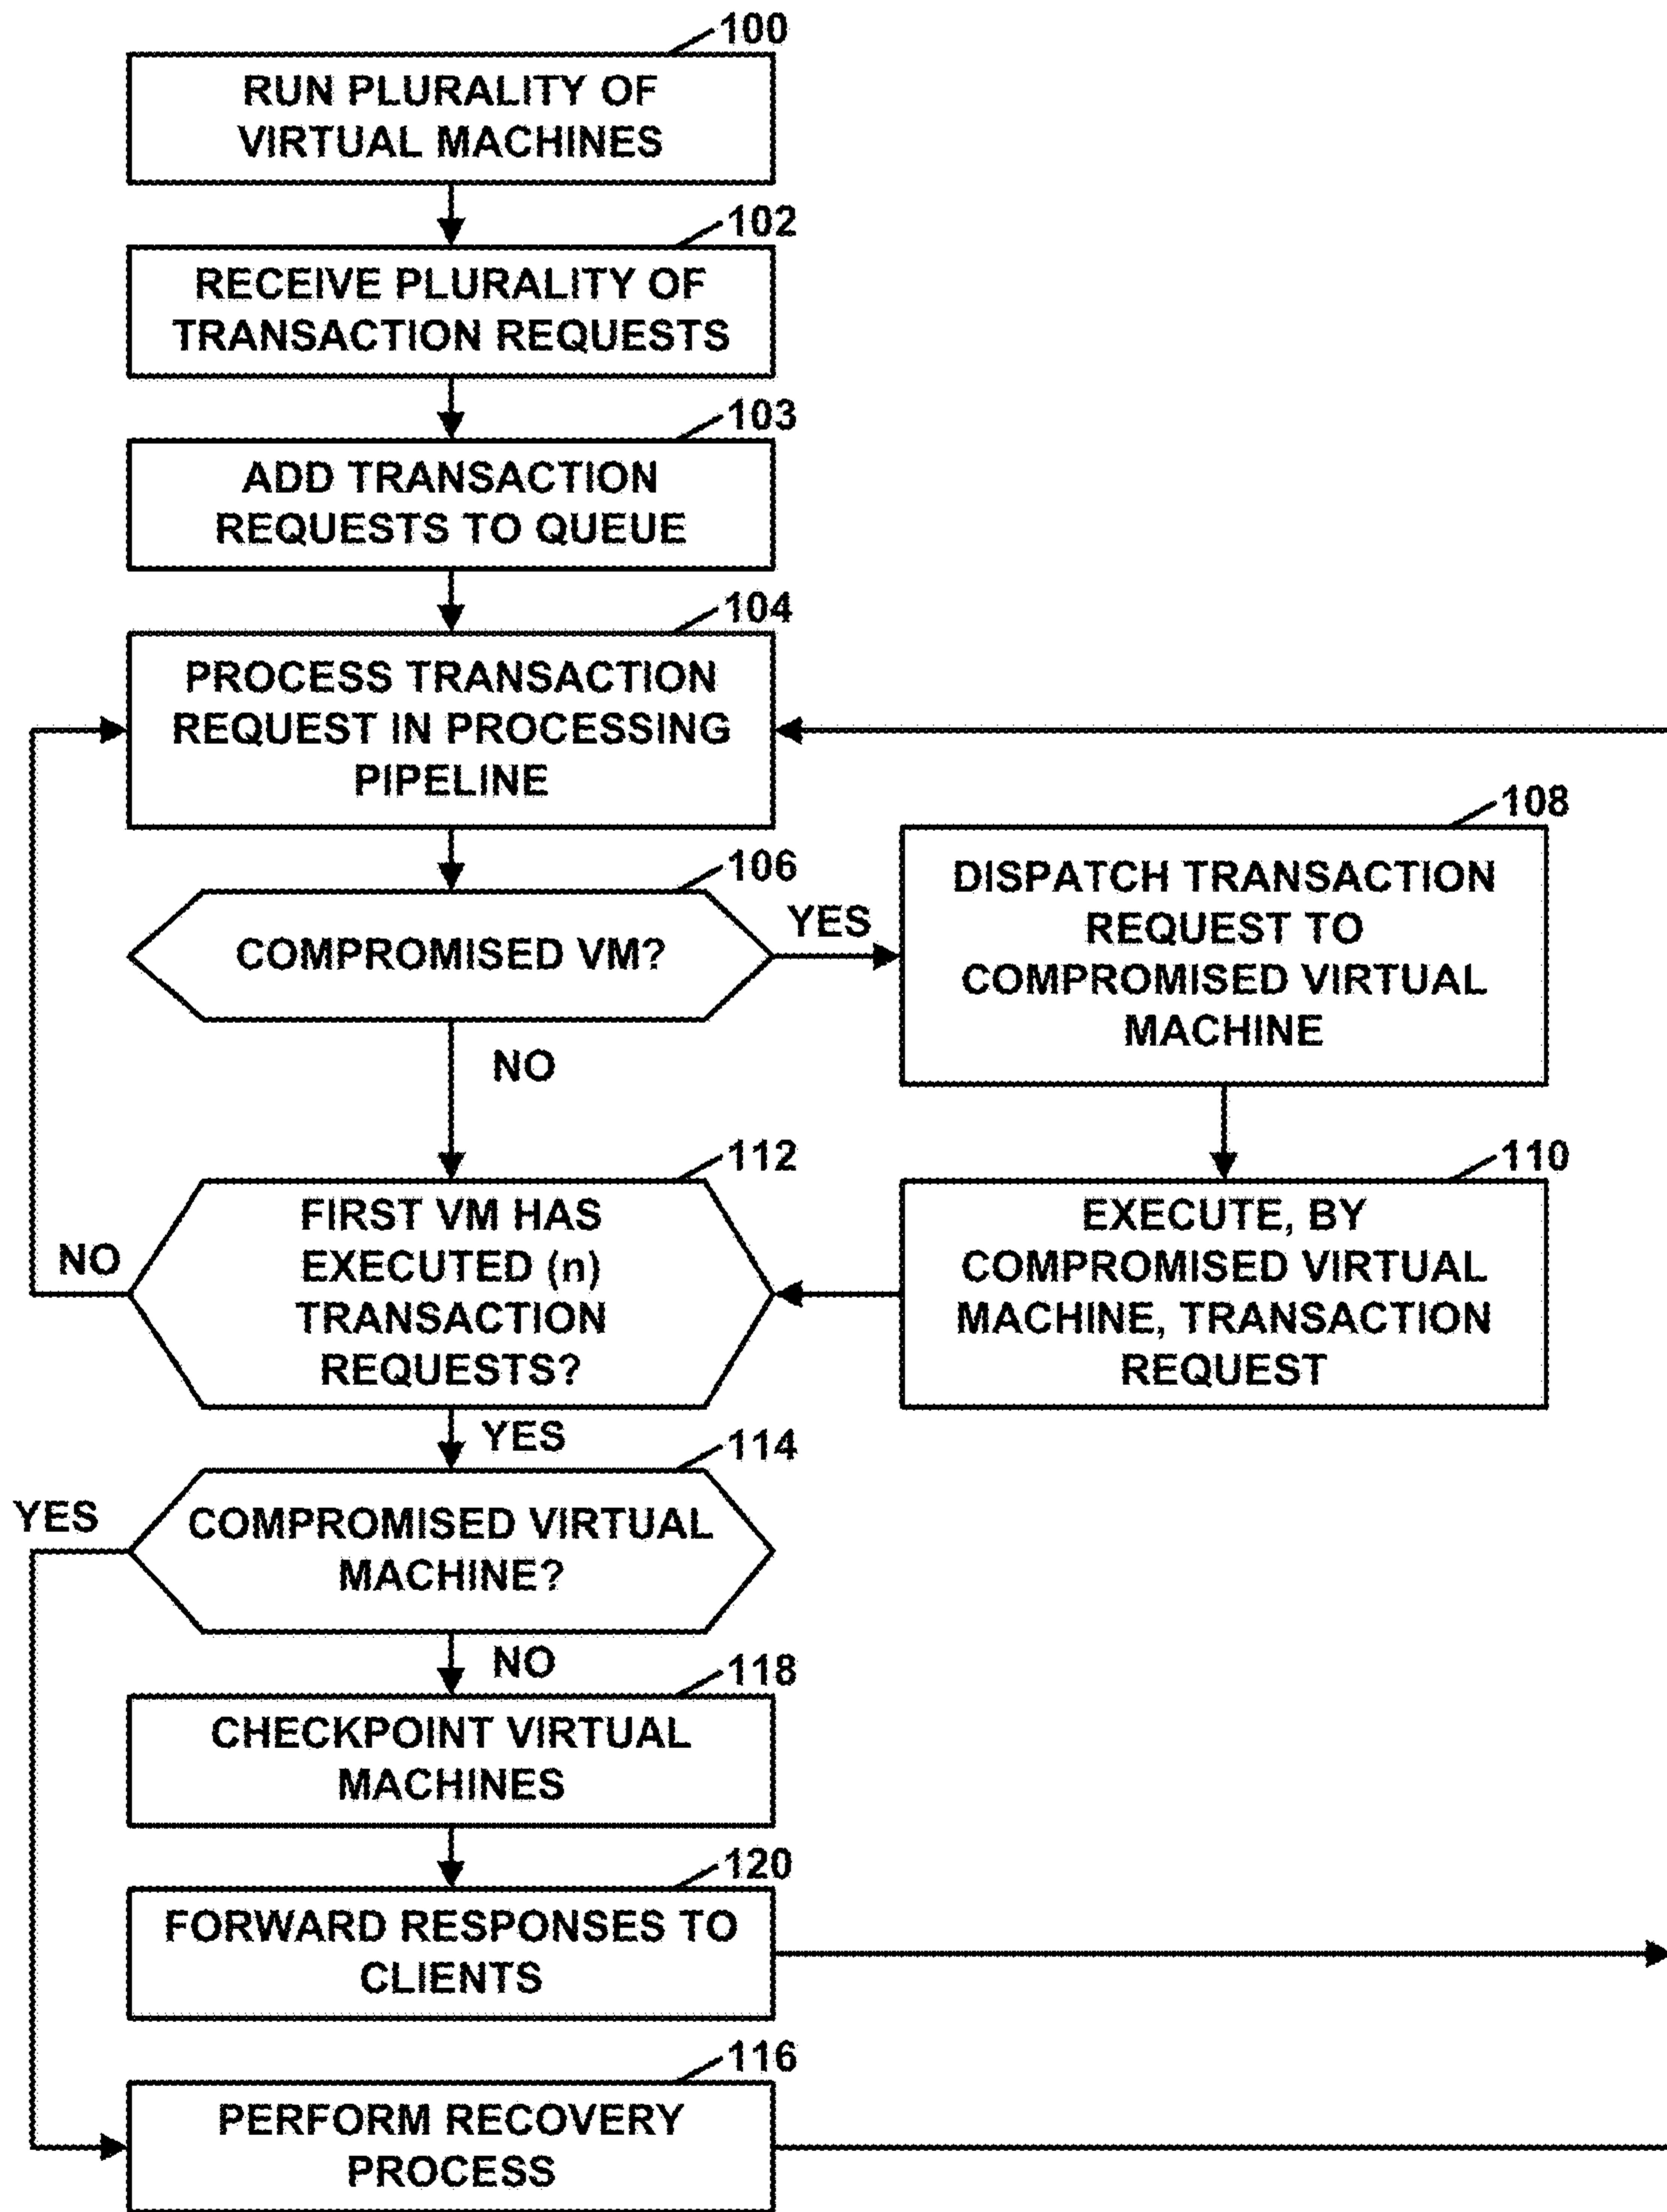 100
RUN PLURALITY OF
VIRTUAL MACHINES
102
RECEIVE PLURALITY OF
TRANSACTION REQUESTS
103
ADD TRANSACTION
REQUESTS TO QUEUE
104
PROCESS TRANSACTION
REQUEST IN PROCESSING
PIPELINE
106
COMPROMISED VM?
YES
NO
108
DISPATCH TRANSACTION
REQUEST TO
COMPROMISED VIRTUAL
MACHINE
110
EXECUTE, BY
COMPROMISED VIRTUAL
MACHINE, TRANSACTION
REQUEST
112
FIRST VM HAS
EXECUTED (n)
TRANSACTION
REQUESTS?
NO
YES
114
COMPROMISED VIRTUAL
MACHINE?
YES
NO
118
CHECKPOINT VIRTUAL
MACHINES
120
FORWARD RESPONSES TO
CLIENTS
116
PERFORM RECOVERY
PROCESS